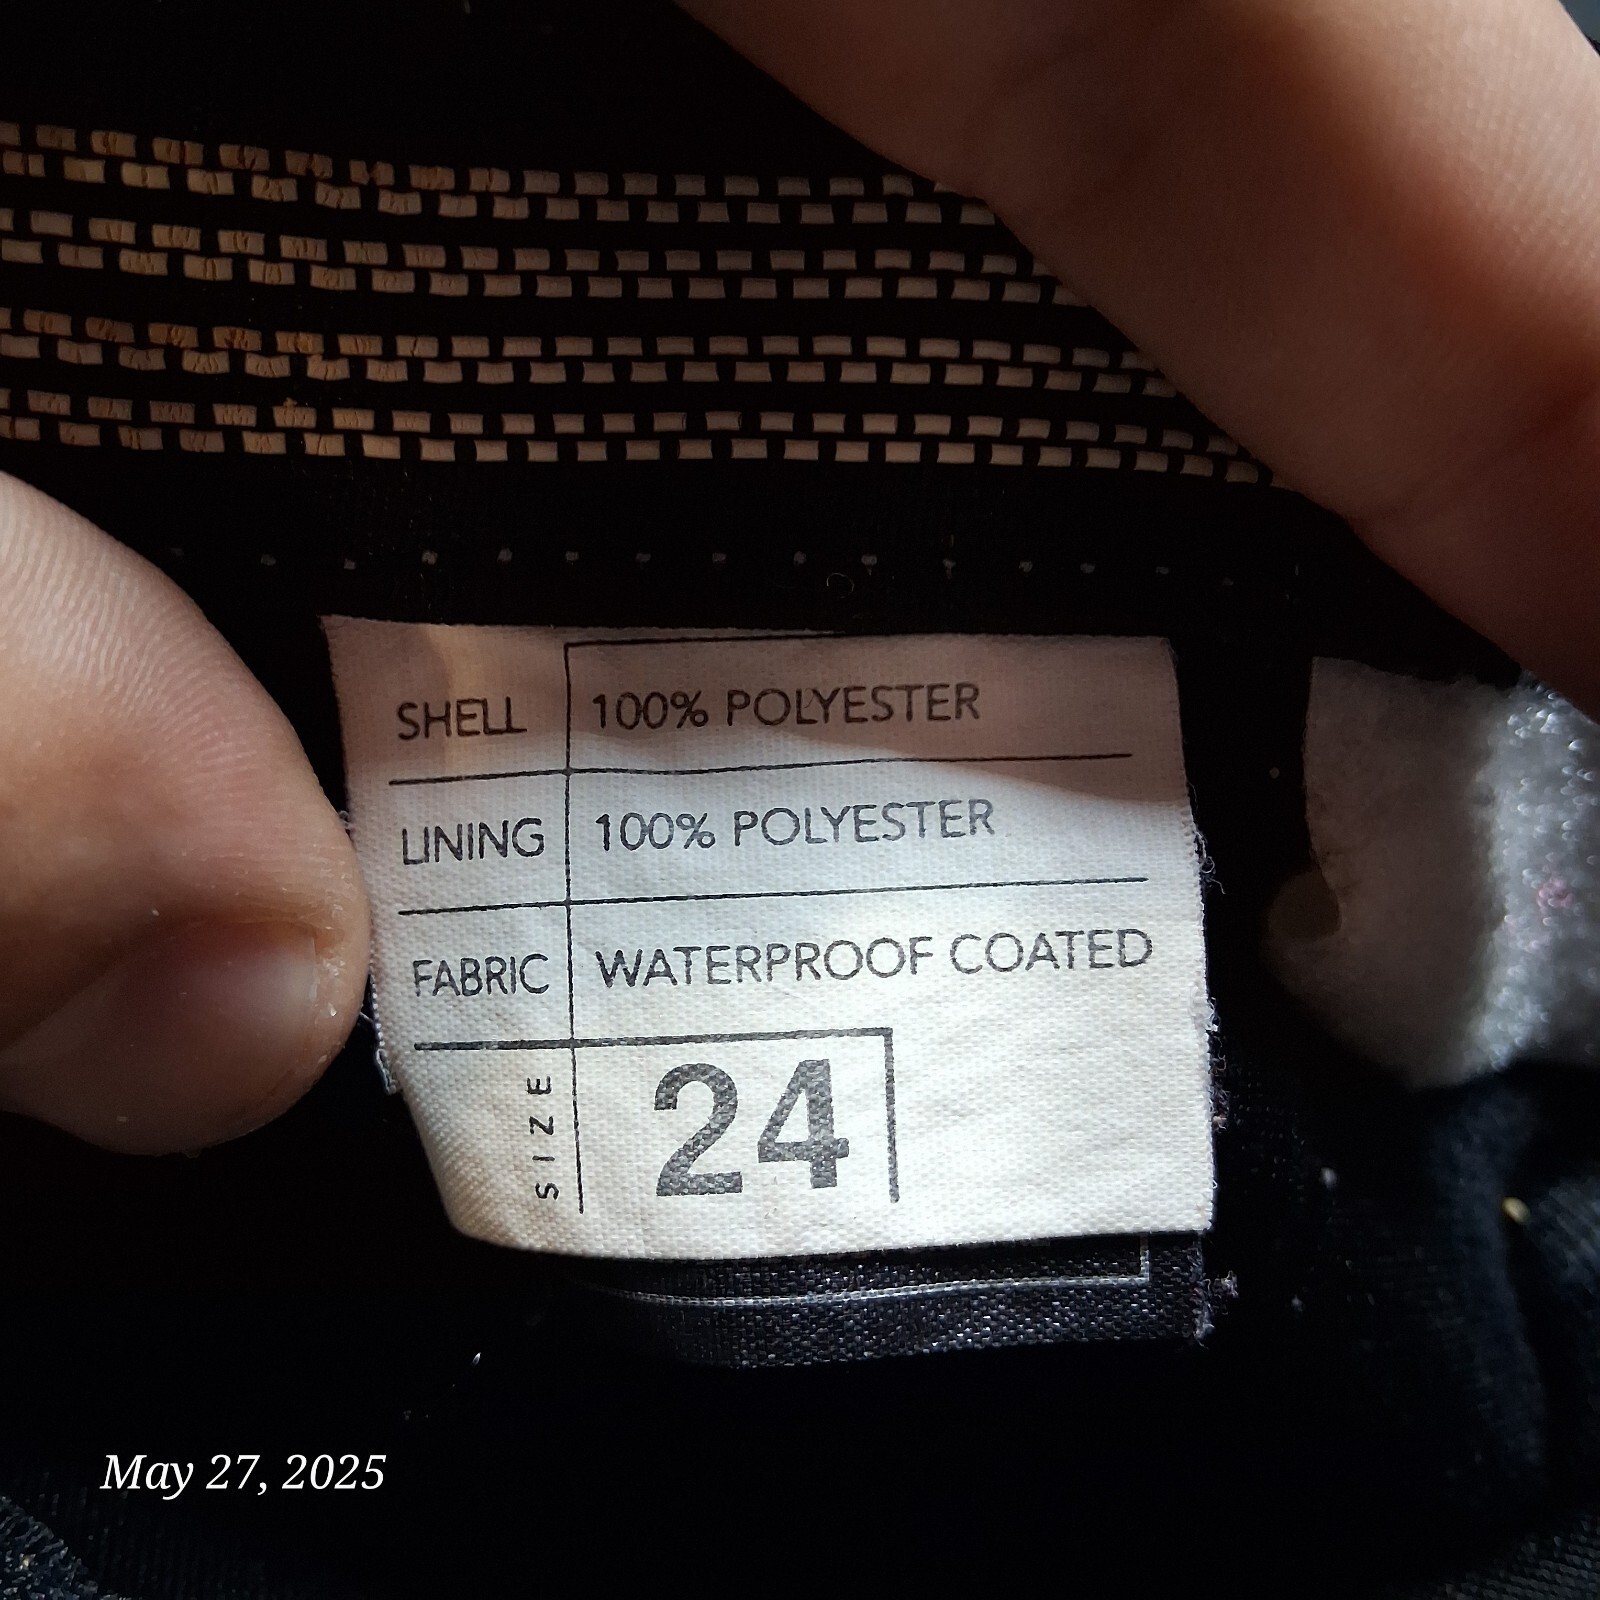 SHELL 100% POLYESTER
LINING 100% POLYESTER
FABRIC WATERPROOF COATED
SIZE 24
May 27, 2025